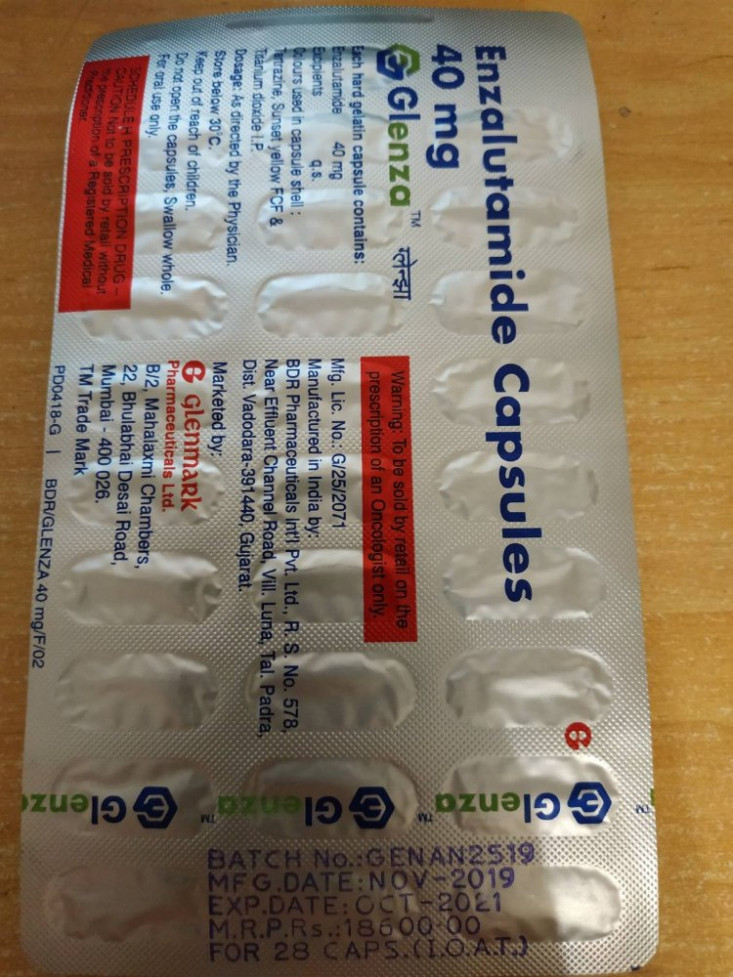 Enzalutamide Capsules
40 mg
Glenza™ ग्लेन्झा
Each hard gelatin capsule contains:
Enzalutamide 40 mg
Excipients q.s.
Colours used in capsule shell :
Tartrazine, Sunset yellow FCF &
Titanium dioxide I.P.
Dosage: As directed by the Physician.
Store below 30°C.
Keep out of reach of children.
Do not open the capsules, Swallow whole.
For oral use only.
SCHEDULE H PRESCRIPTION DRUG –
CAUTION Not to be sold by retail without
the prescription of a Registered Medical
Practitioner.
Warning: To be sold by retail on the
prescription of an Oncologist only.
Mfg. Lic. No.: G/25/2071
Manufactured in India by:
BDR Pharmaceuticals Int'l Pvt. Ltd., R. S. No. 578,
Near Effluent Channel Road, Vill. Luna, Tal. Padra,
Dist. Vadodara-391440, Gujarat.
Marketed by:
glenmark
Pharmaceuticals Ltd.
B/2, Mahalaxmi Chambers,
22, Bhulabhai Desai Road,
Mumbai - 400 026.
TM Trade Mark
PD0418-G | BDR/GLENZA 40 mg/F/02
Glenza™
Glenza™
Glenza™
Glenza™
Glenza™
Glenz
BATCH No.:GENAN2519
MFG.DATE:NOV-2019
EXP.DATE:OCT-2021
M.R.P.Rs.:18600.00
FOR 28 CAPS.(I.O.A.T.)